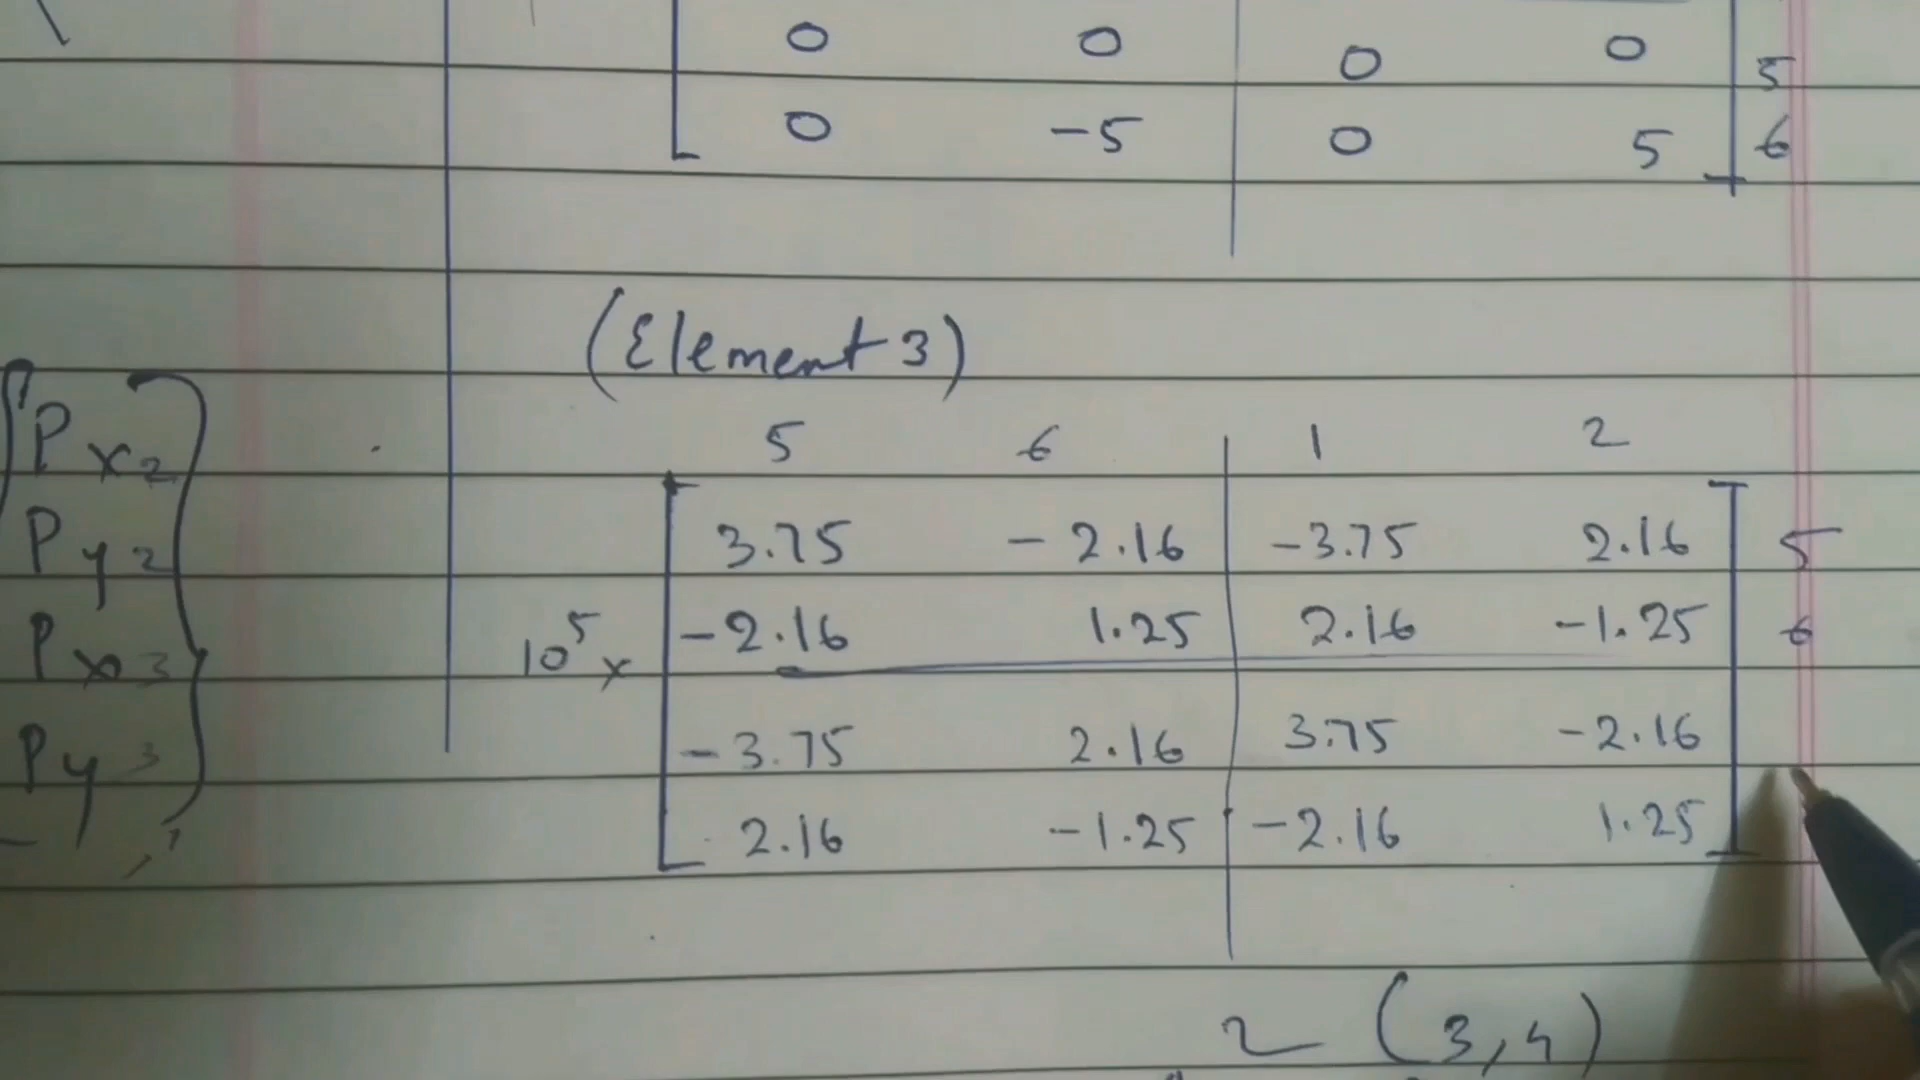 0 0 0 0 5
0 -5 0 5 6
(Element 3)
5 6 1 2
3.75 -2.16 -3.75 2.16 5
10⁵ x
-2.16 1.25 2.16 -1.25 6
-3.75 2.16 3.75 -2.16
2.16 -1.25 -2.16 1.25
Px2
Py2
Px3
Py3
2 (3,4)